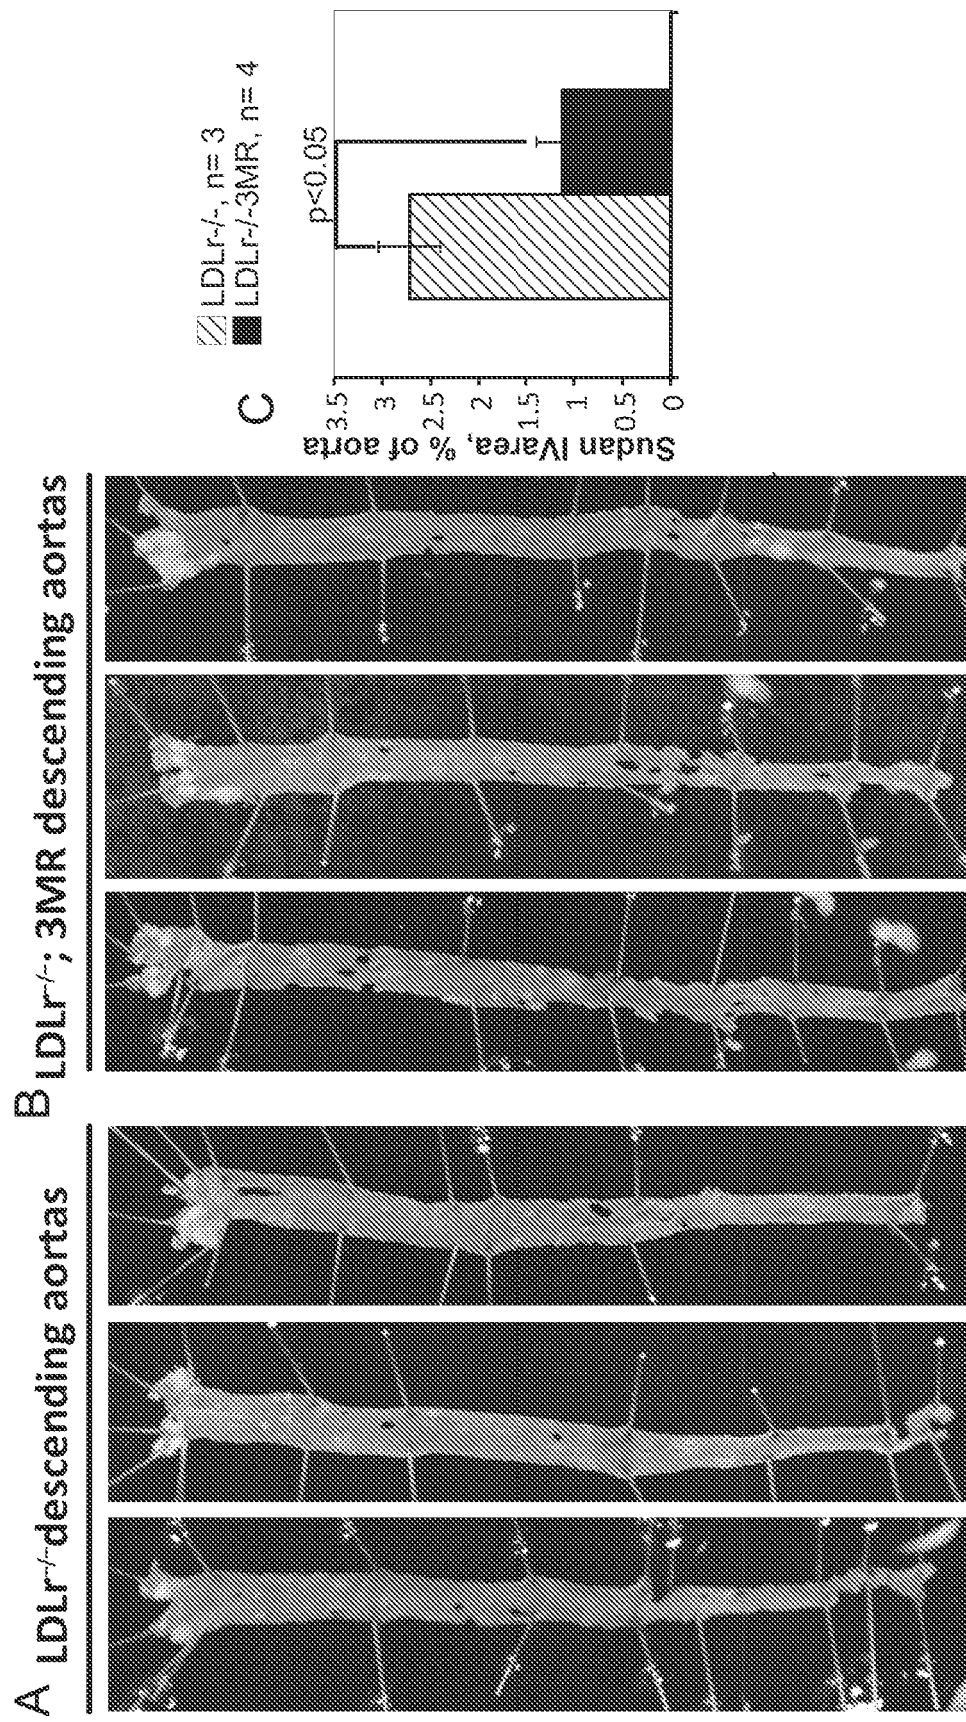 A LDLr-/-descending aortas
B LDLr-/-; 3MR descending aortas
C
LDLr-/-, n= 3
LDLr-/-3MR, n= 4
p<0.05
Sudan IVarea, % of aorta
3.5
3
2.5
2
1.5
1
0.5
0